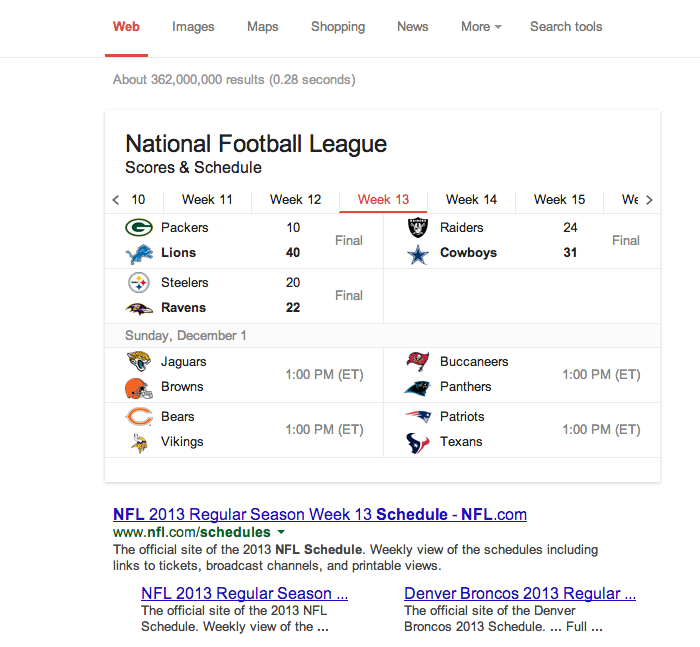 Web Images Maps Shopping News More Search tools
About 362,000,000 results (0.28 seconds)
National Football League
Scores & Schedule
10 Week 11 Week 12 Week 13 Week 14 Week 15 We
Packers 10
Lions 40
Final
Raiders 24
Cowboys 31
Final
Steelers 20
Ravens 22
Final
Sunday, December 1
Jaguars
Browns
1:00 PM (ET)
Buccaneers
Panthers
1:00 PM (ET)
Bears
Vikings
1:00 PM (ET)
Patriots
Texans
1:00 PM (ET)
NFL 2013 Regular Season Week 13 Schedule - NFL.com
www.nfl.com/schedules
The official site of the 2013 NFL Schedule. Weekly view of the schedules including
links to tickets, broadcast channels, and printable views.
NFL 2013 Regular Season ...
The official site of the 2013 NFL
Schedule. Weekly view of the ...
Denver Broncos 2013 Regular ...
The official site of the Denver
Broncos 2013 Schedule. ... Full ...